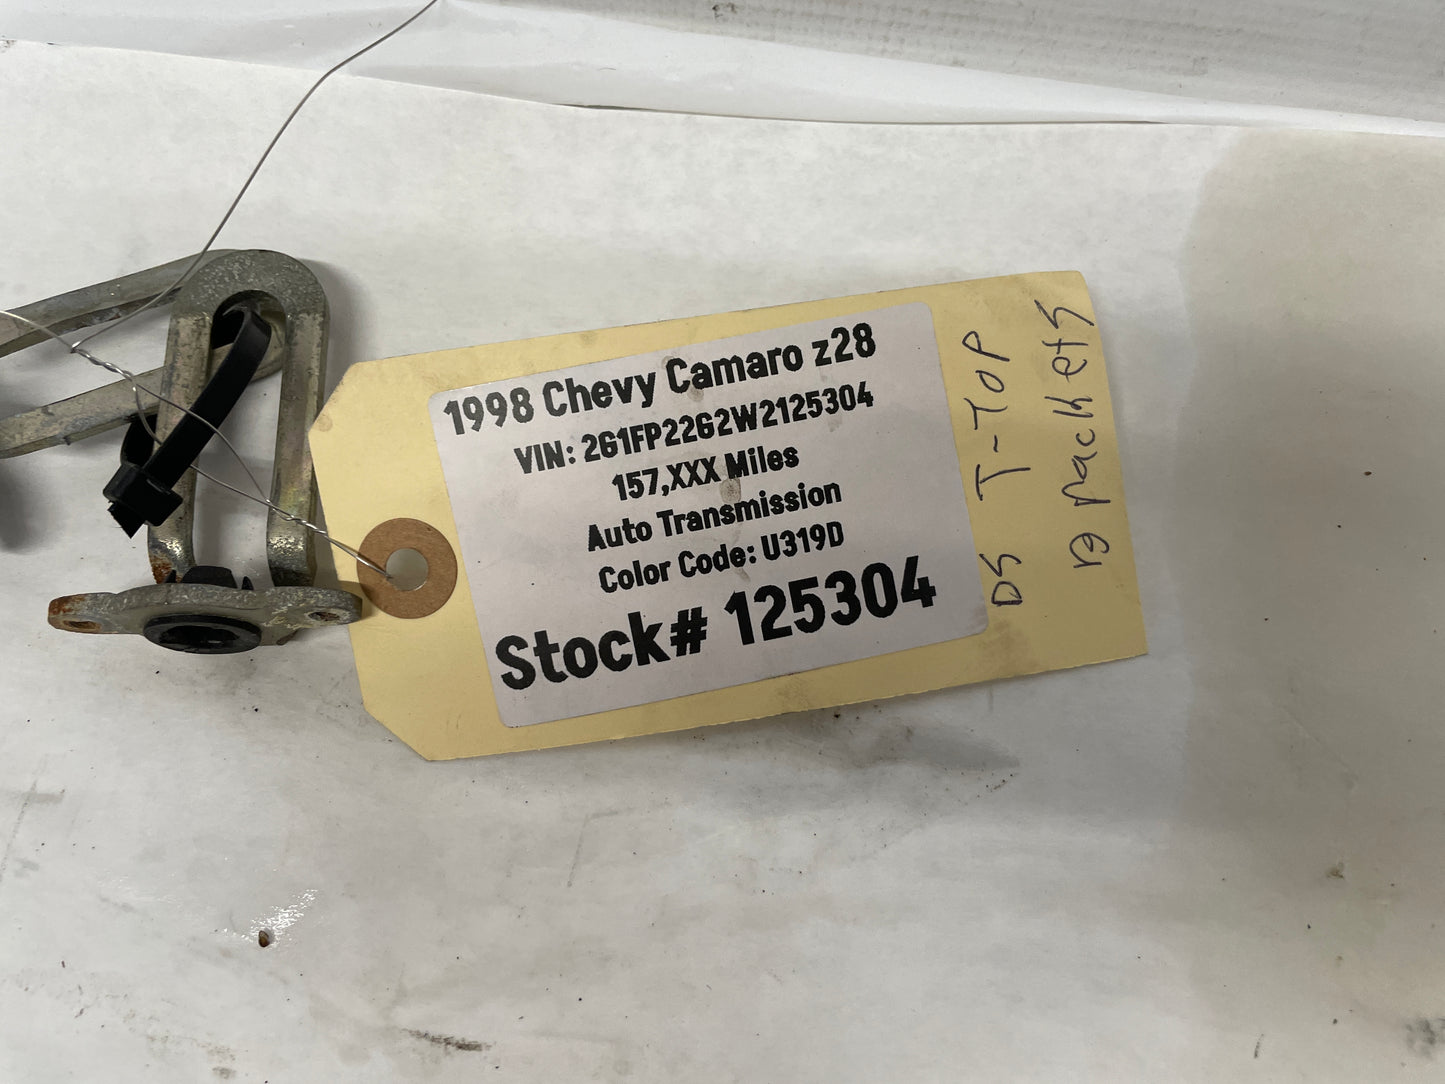 1998 Chevy Camaro z28
VIN: 2G1FP22G2W2125304
157,XXX Miles
Auto Transmission
Color Code: U319D
Stock# 125304
DS T-TOP
Brackets